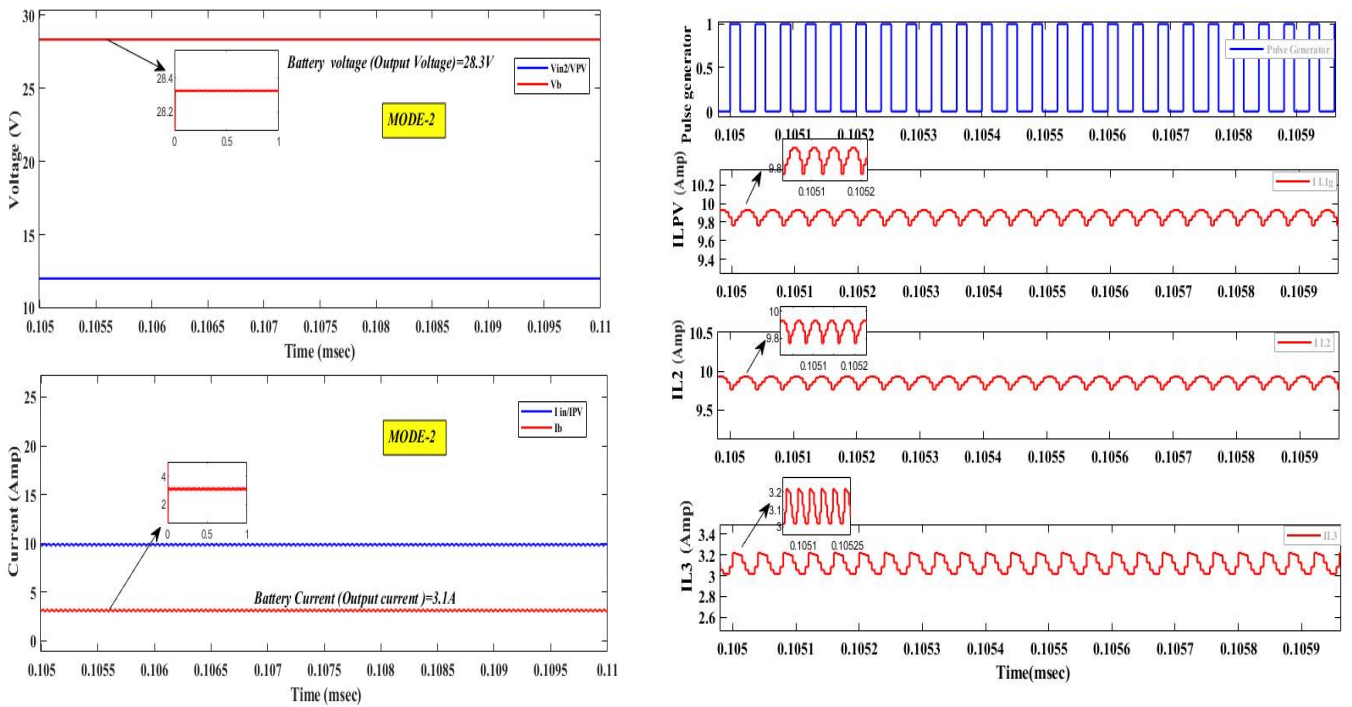 30
25
20
15
10
Voltage (V)
28.4
28.2
0 0.5 1
Battery voltage (Output Voltage)=28.3V
Vin2/VPV
Vb
MODE-2
0.105 0.1055 0.106 0.1065 0.107 0.1075 0.108 0.1085 0.109 0.1095 0.11
Time (msec)
25
20
15
10
5
0
Current (Amp)
I in/IPV
Ib
MODE-2
4
2
0 0.5 1
Battery Current (Output current )=3.1A
0.105 0.1055 0.106 0.1065 0.107 0.1075 0.108 0.1085 0.109 0.1095 0.11
Time (msec)
1
0.5
0
Pulse generator
Pulse Generator
0.105 0.1051 0.1052 0.1053 0.1054 0.1055 0.1056 0.1057 0.1058 0.1059
9.8
0.1051 0.1052
10.2
10
9.8
9.6
9.4
ILPV (Amp)
I L1g
0.105 0.1051 0.1052 0.1053 0.1054 0.1055 0.1056 0.1057 0.1058 0.1059
10
9.8
0.1051 0.1052
10.5
10
9.5
IL2 (Amp)
I L2
0.105 0.1051 0.1052 0.1053 0.1054 0.1055 0.1056 0.1057 0.1058 0.1059
3.2
3.1
3
0.1051 0.10525
3.4
3.2
3
2.8
2.6
IL3 (Amp)
IL3
0.105 0.1051 0.1052 0.1053 0.1054 0.1055 0.1056 0.1057 0.1058 0.1059
Time(msec)